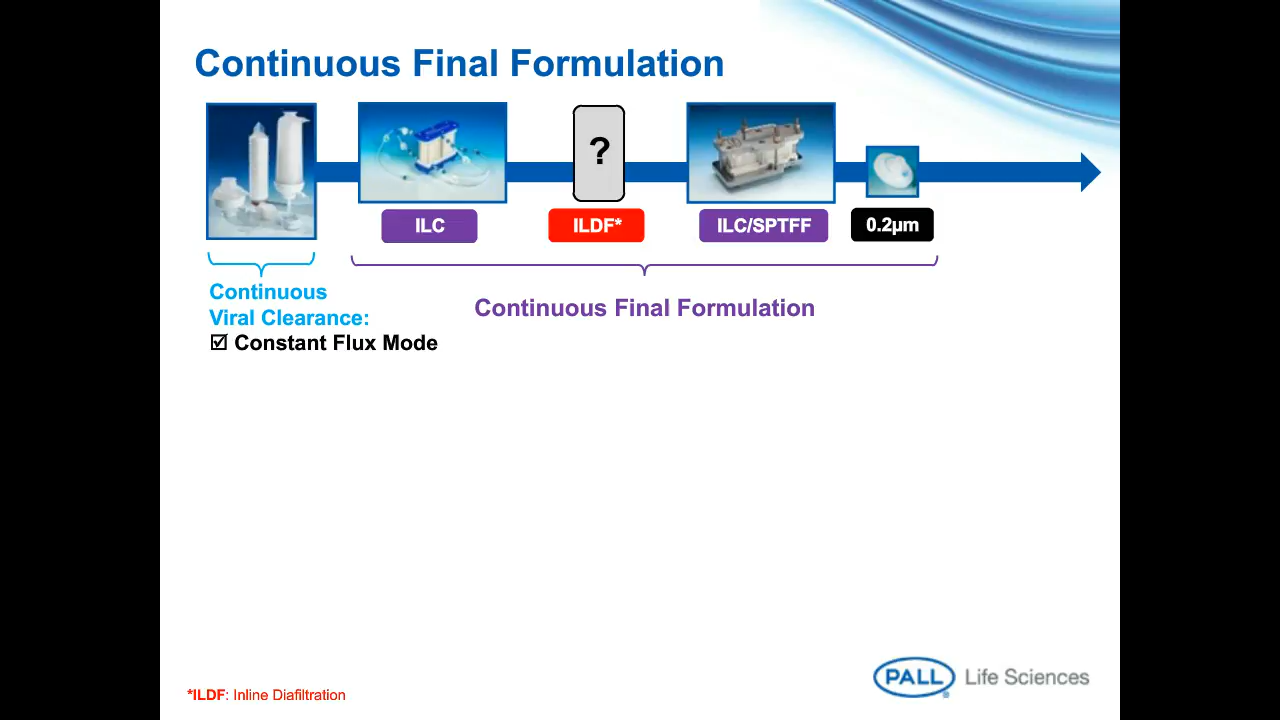 Continuous Final Formulation
?
ILC
ILDF*
ILC/SPTFF
0.2µm
Continuous
Viral Clearance:
☑ Constant Flux Mode
Continuous Final Formulation
*ILDF: Inline Diafiltration
PALL Life Sciences